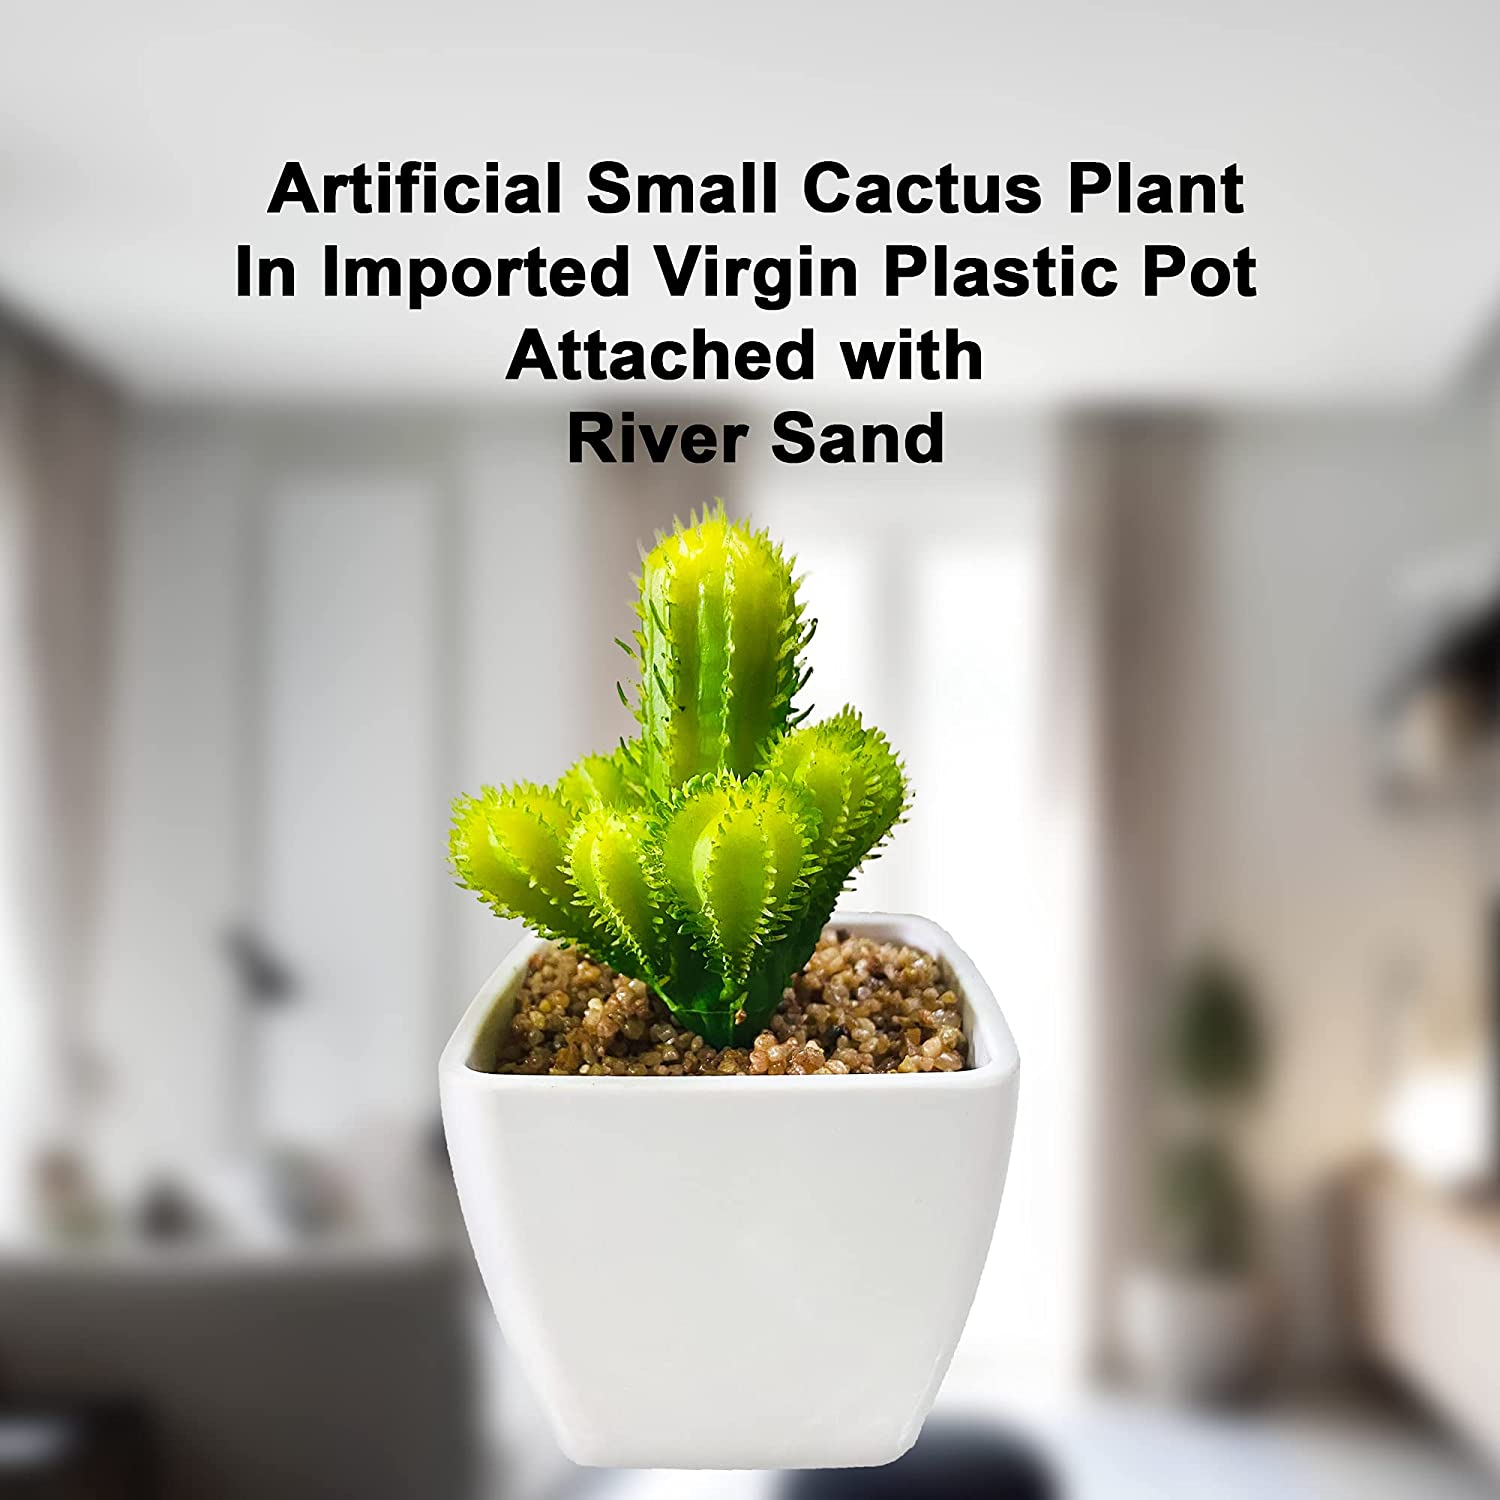 Artificial Small Cactus Plant
In Imported Virgin Plastic Pot
Attached with
River Sand